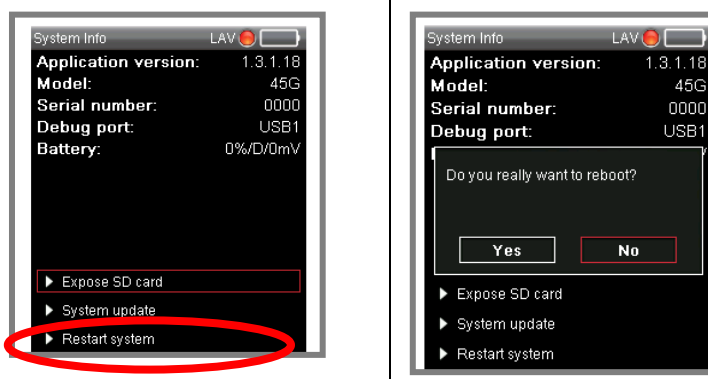 System Info LAV
Application version: 1.3.1.18
Model: 45G
Serial number: 0000
Debug port: USB1
Battery: 0%/D/0mV
Expose SD card
System update
Restart system
System Info LAV
Application version: 1.3.1.18
Model: 45G
Serial number: 0000
Debug port: USB1
Do you really want to reboot?
Yes No
Expose SD card
System update
Restart system